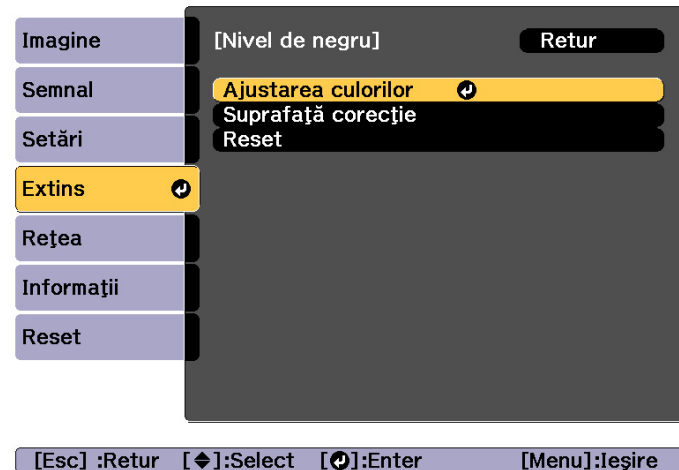 Imagine
Semnal
Setări
Extins
Reţea
Informaţii
Reset
[Nivel de negru]
Retur
Ajustarea culorilor
Suprafaţă corecţie
Reset
[Esc] :Retur [◆]:Select [↵]:Enter [Menu]:Ieşire